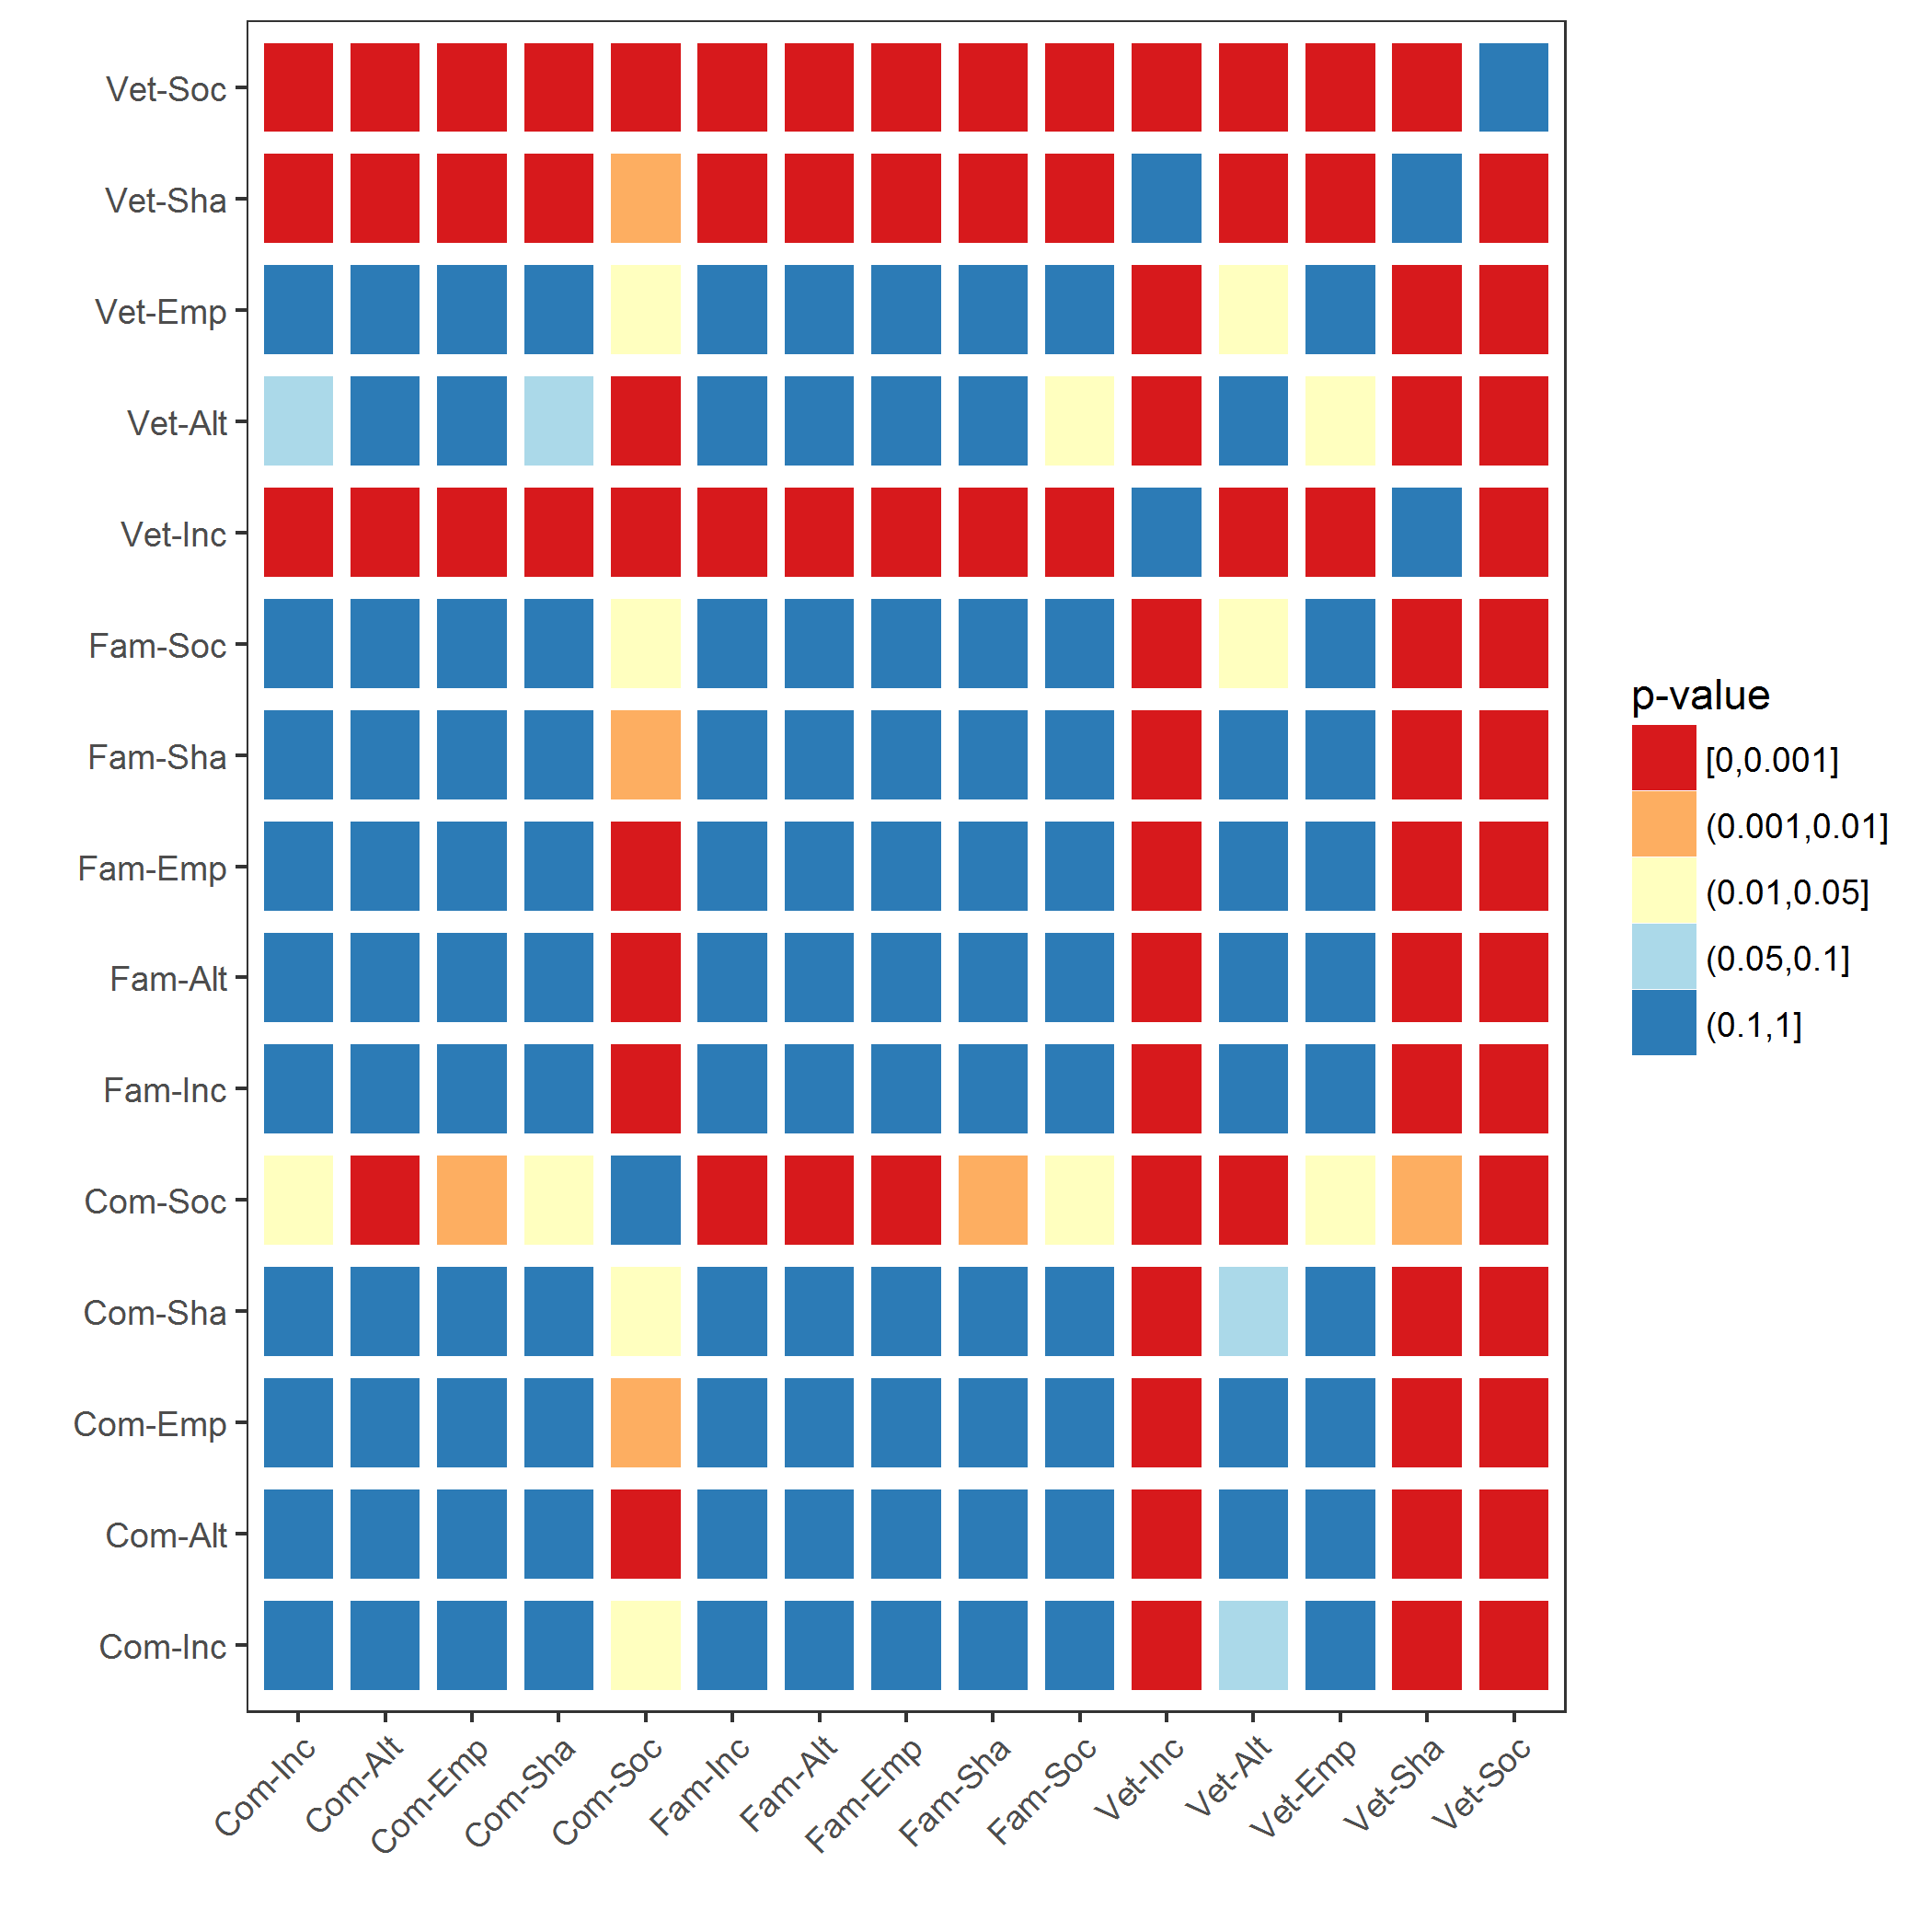 Vet-Soc
Vet-Sha
Vet-Emp
Vet-Alt
Vet-Inc
Fam-Soc
Fam-Sha
Fam-Emp
Fam-Alt
Fam-Inc
Com-Soc
Com-Sha
Com-Emp
Com-Alt
Com-Inc
Com-Inc
Com-Alt
Com-Emp
Com-Sha
Com-Soc
Fam-Inc
Fam-Alt
Fam-Emp
Fam-Sha
Fam-Soc
Vet-Inc
Vet-Alt
Vet-Emp
Vet-Sha
Vet-Soc
p-value
[0,0.001]
(0.001,0.01]
(0.01,0.05]
(0.05,0.1]
(0.1,1]